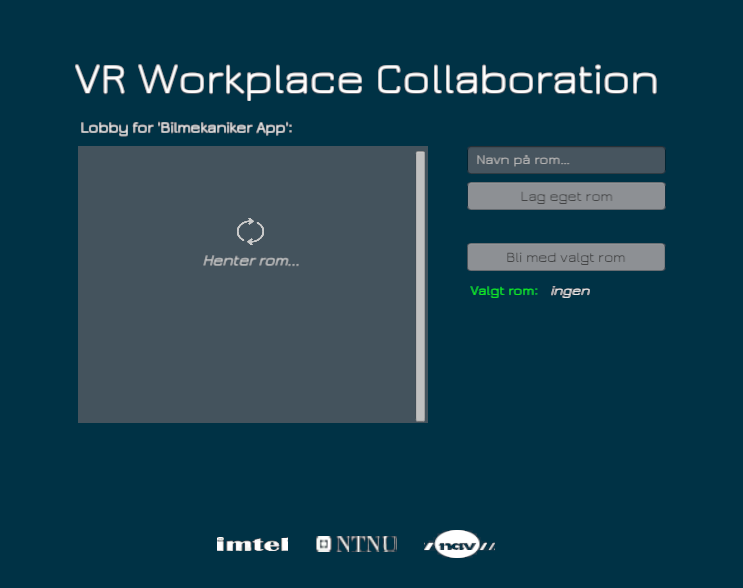 VR Workplace Collaboration
Lobby for 'Bilmekaniker App':
Navn på rom...
Lag eget rom
Henter rom...
Bli med valgt rom
Valgt rom: ingen
imtel NTNU nav